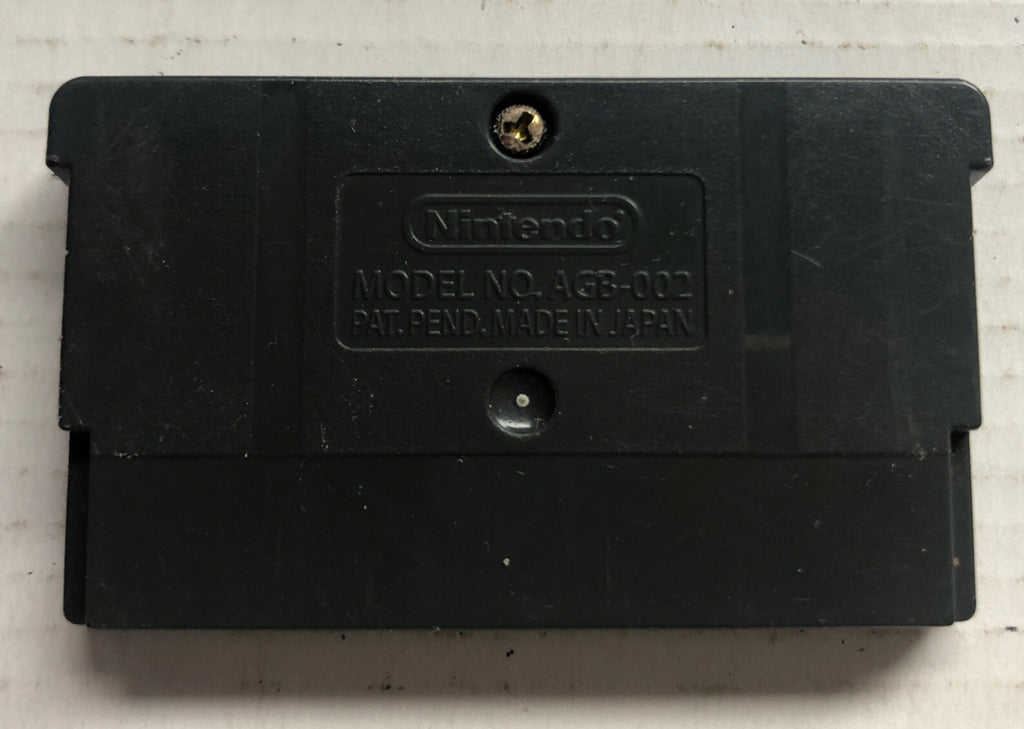 Nintendo
MODEL NO. AGB-002
PAT. PEND. MADE IN JAPAN